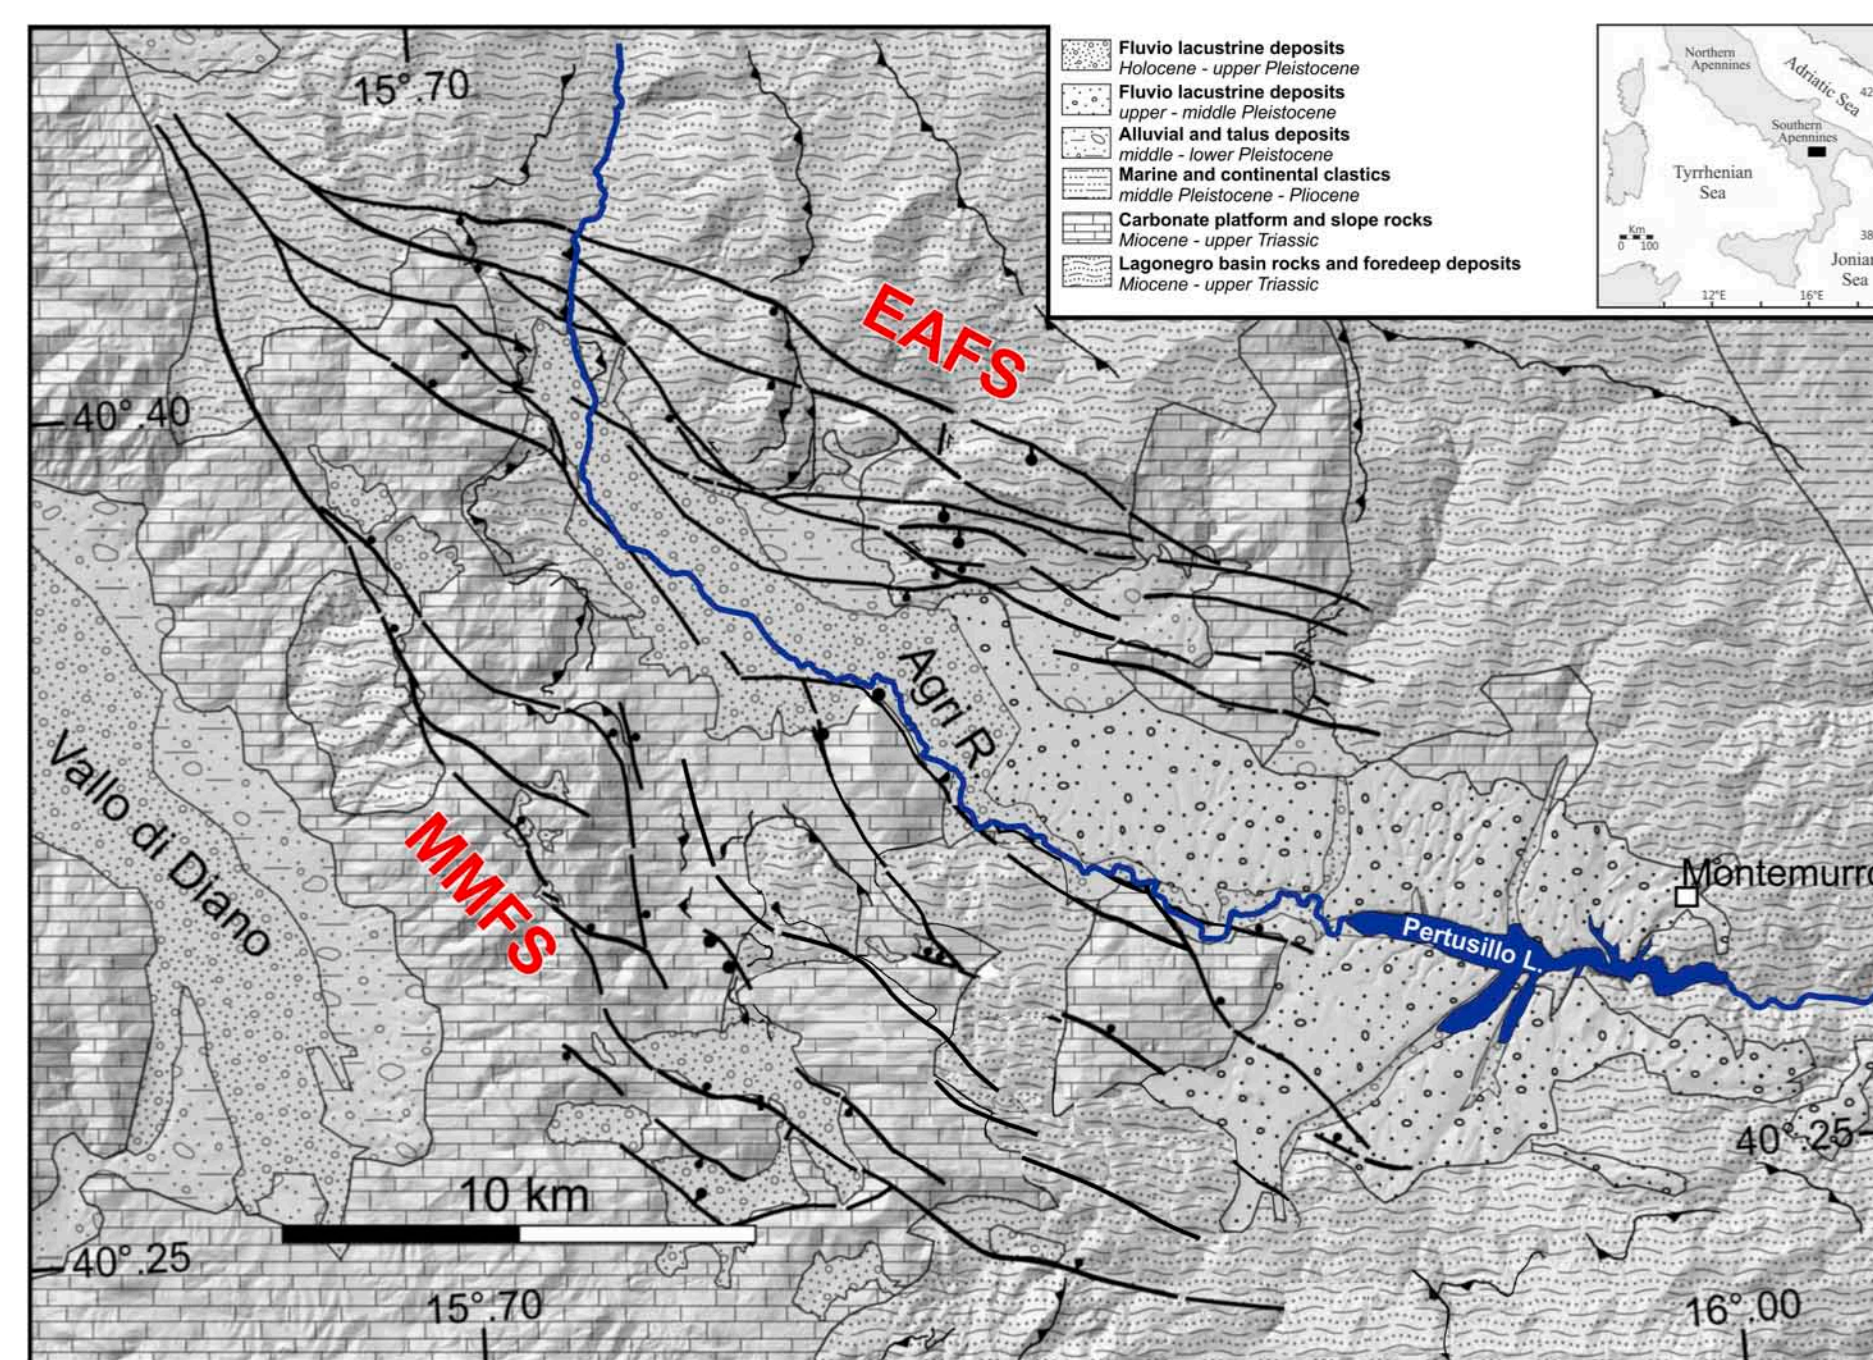 Fluvio lacustrine deposits
Holocene - upper Pleistocene
Fluvio lacustrine deposits
upper - middle Pleistocene
Alluvial and talus deposits
middle - lower Pleistocene
Marine and continental clastics
middle Pleistocene - Pliocene
Carbonate platform and slope rocks
Miocene - upper Triassic
Lagonegro basin rocks and foredeep deposits
Miocene - upper Triassic
Northern
Apennines
Adriatic Sea
42
Southern
Apennines
Tyrrhenian
Sea
Km
0 100
38
Jonian
Sea
12°E
16°E
15°.70
EAFS
40°.40
Agri R.
Vallo di Diano
MMFS
Montemurro
Pertusillo L.
40°.25
10 km
40°.25
15°.70
16°.00